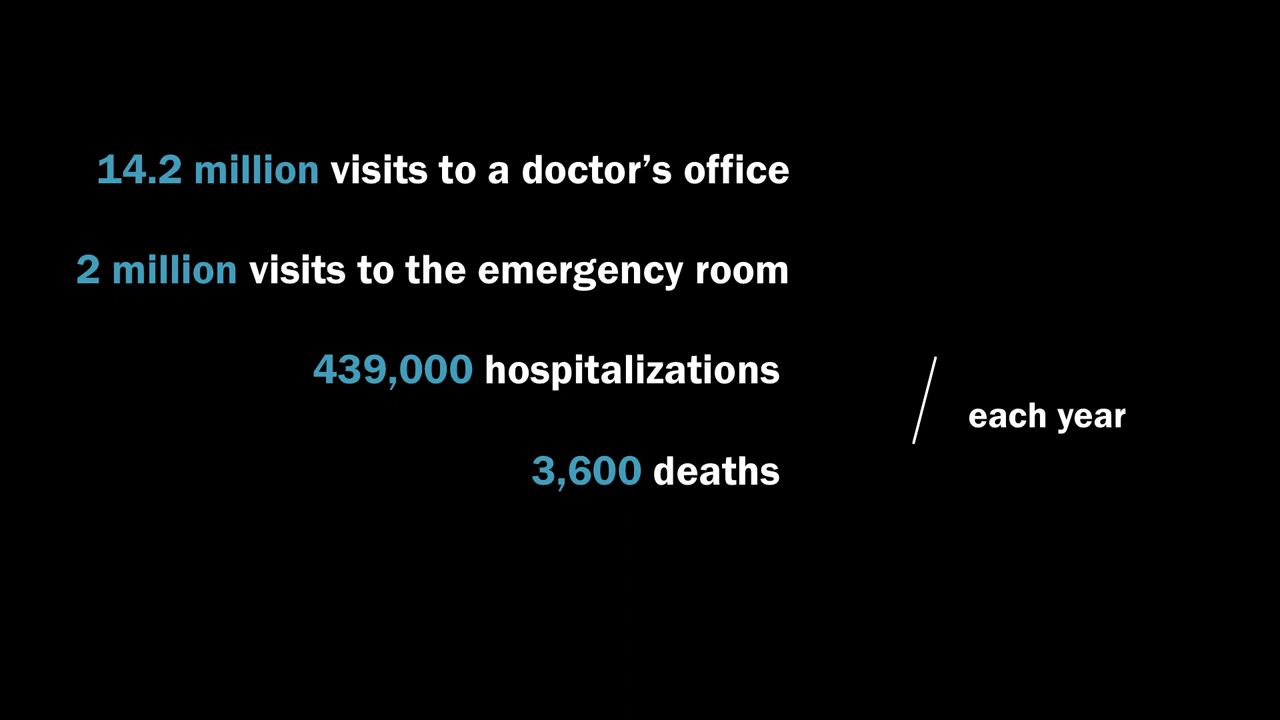 14.2 million visits to a doctor’s office
2 million visits to the emergency room
439,000 hospitalizations
3,600 deaths
/ each year